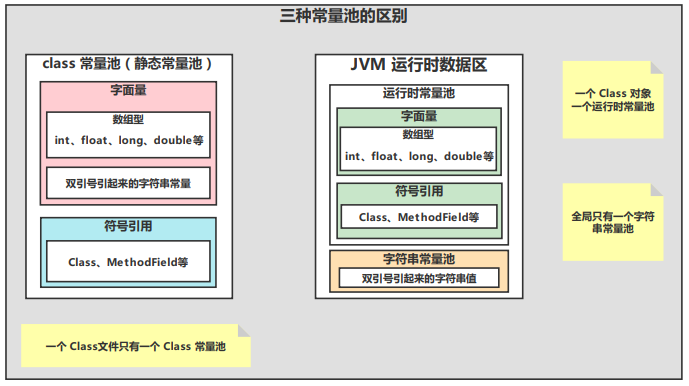 三种常量池的区别
class 常量池（静态常量池）
字面量
数组型
int、float、long、double等
双引号引起来的字符串常量
符号引用
Class、MethodField等
一个 Class文件只有一个 Class 常量池
JVM 运行时数据区
运行时常量池
字面量
数组型
int、float、long、double等
符号引用
Class、MethodField等
字符串常量池
双引号引起来的字符串值
一个 Class 对象
一个运行时常量池
全局只有一个字符
串常量池